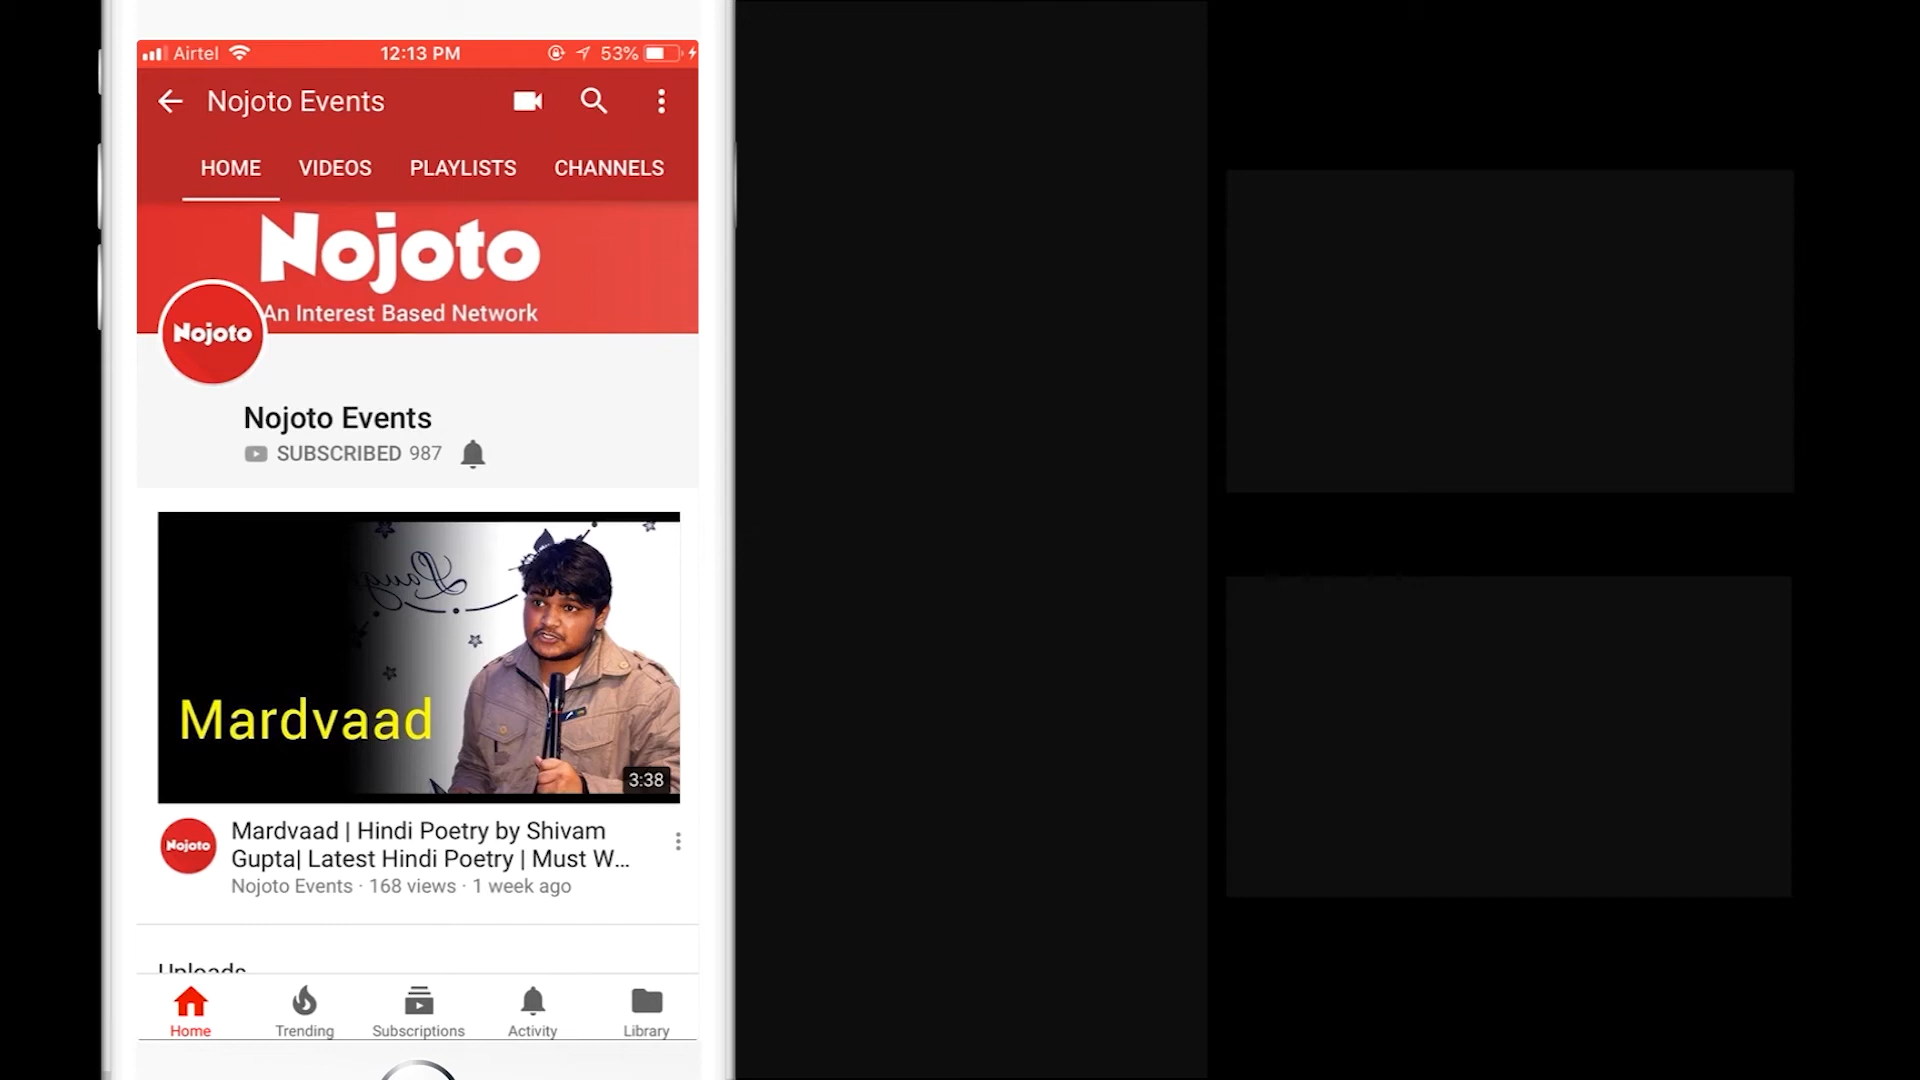 Airtel 12:13 PM 53%
Nojoto Events
HOME VIDEOS PLAYLISTS CHANNELS
Nojoto
An Interest Based Network
Nojoto
Nojoto Events
SUBSCRIBED 987
Mardvaad
3:38
Nojoto
Mardvaad | Hindi Poetry by Shivam
Gupta| Latest Hindi Poetry | Must W...
Nojoto Events · 168 views · 1 week ago
Uploads
Home Trending Subscriptions Activity Library